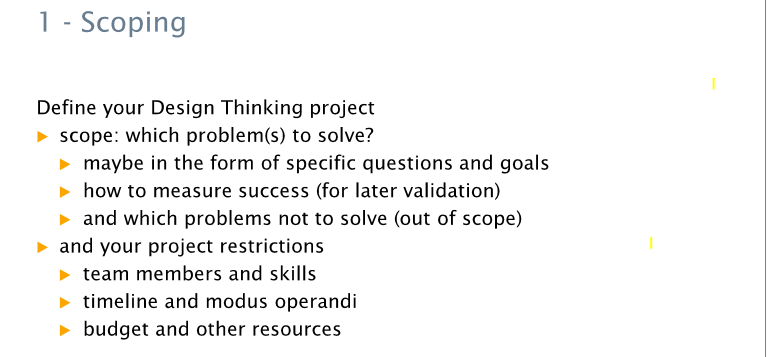 1 - Scoping
Define your Design Thinking project
scope: which problem(s) to solve?
maybe in the form of specific questions and goals
how to measure success (for later validation)
and which problems not to solve (out of scope)
and your project restrictions
team members and skills
timeline and modus operandi
budget and other resources